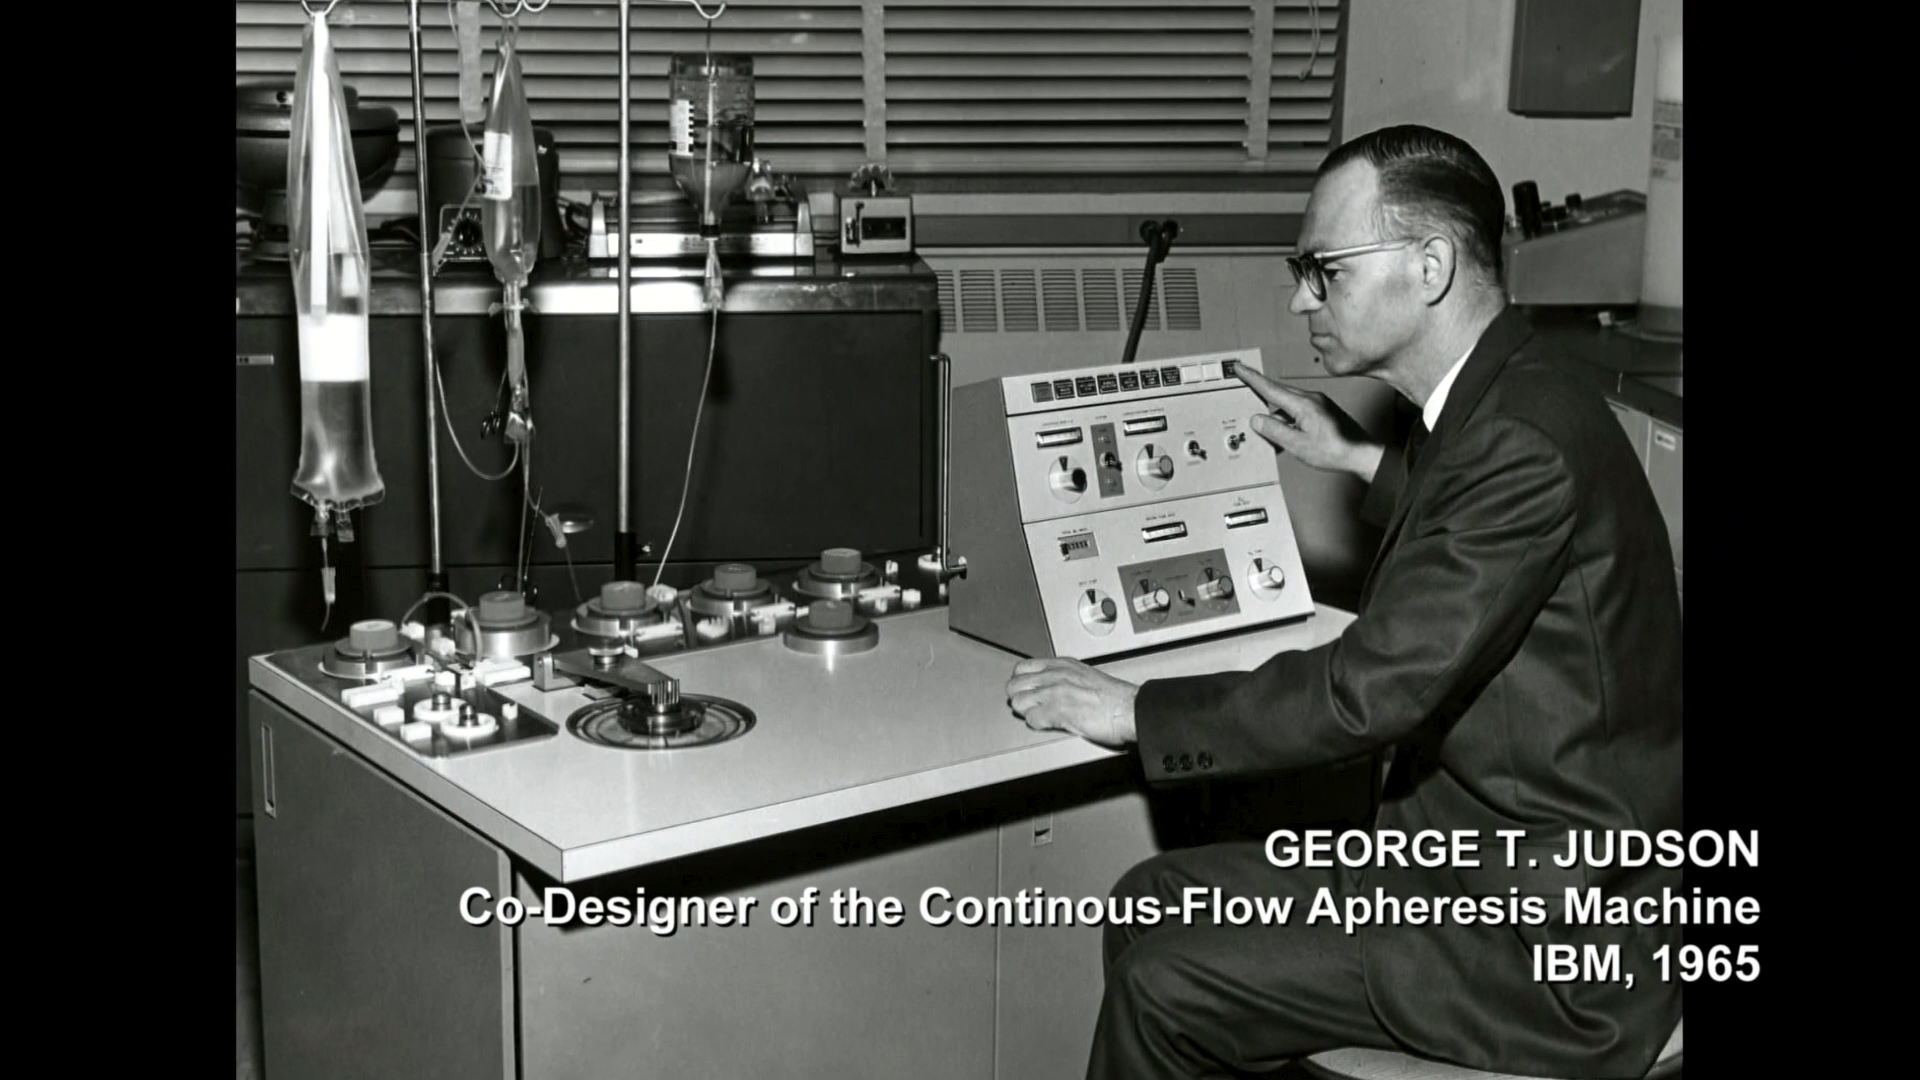 GEORGE T. JUDSON
Co-Designer of the Continous-Flow Apheresis Machine
IBM, 1965